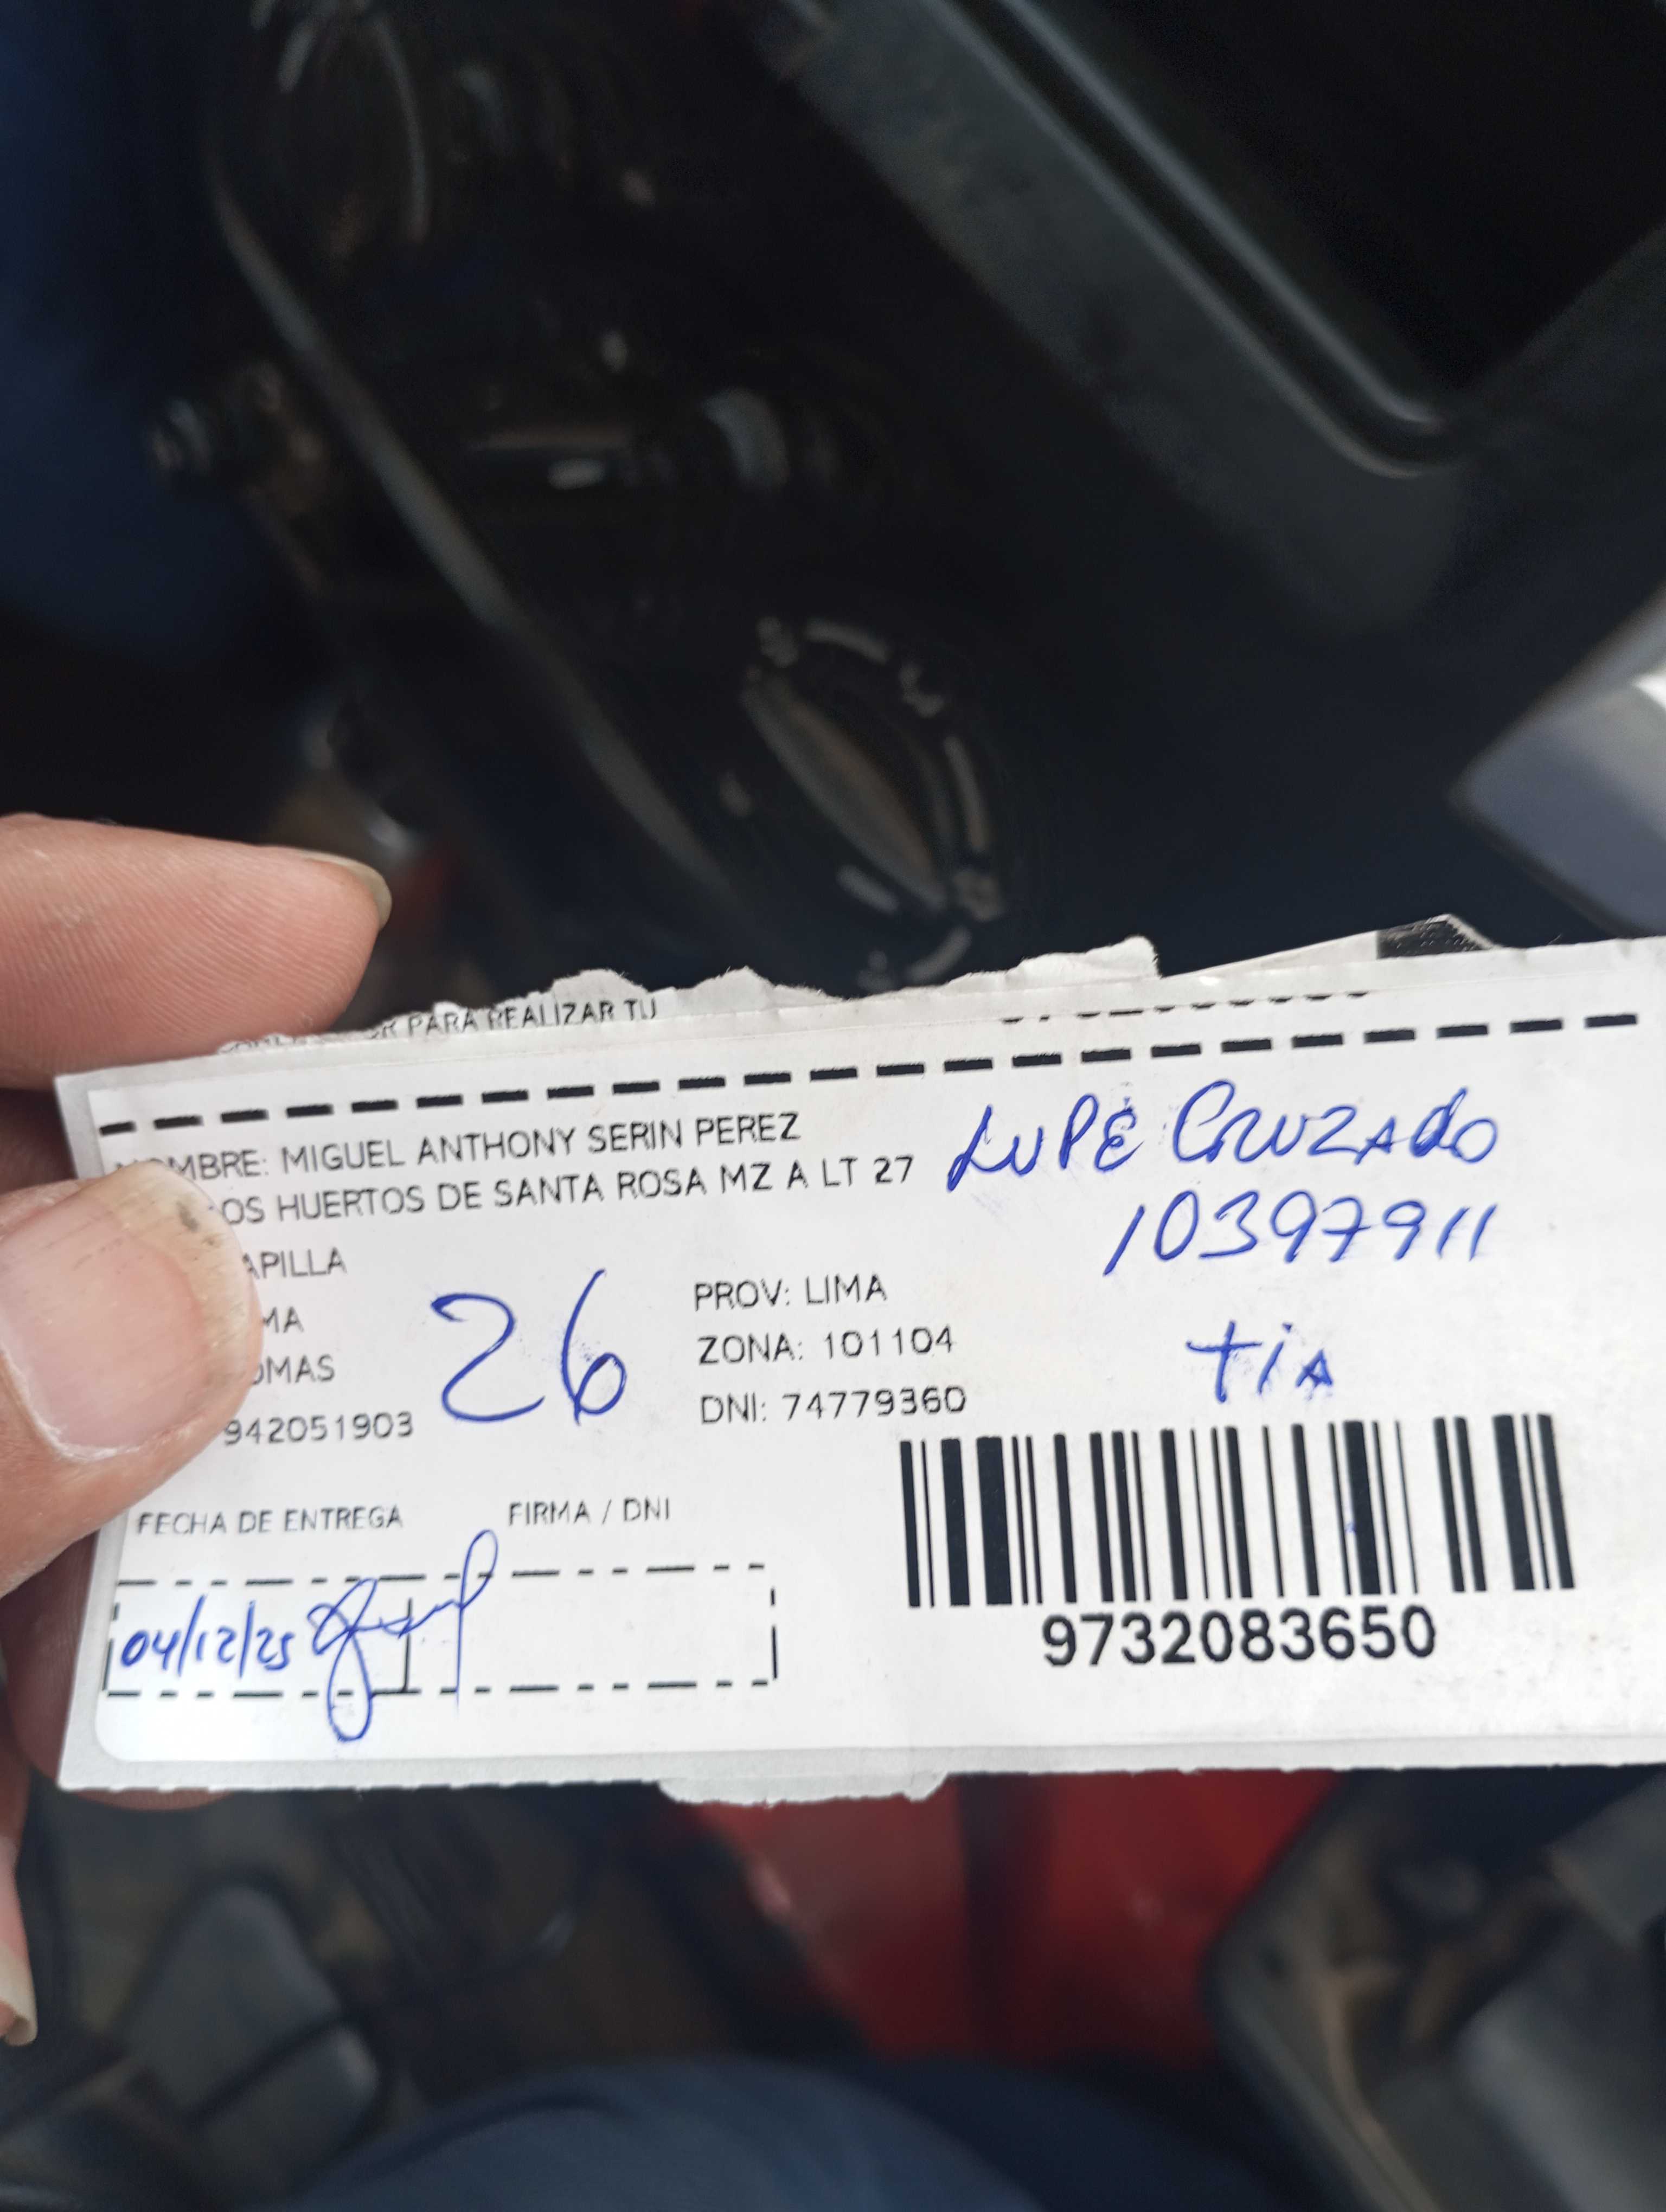 PARA REALIZAR TU
MBRE: MIGUEL ANTHONY SERIN PEREZ
OS HUERTOS DE SANTA ROSA MZ A LT 27
LUPE CRUZADO
10397911
TIA
APILLA
MA
OMAS
942051903
26
PROV: LIMA
ZONA: 101104
DNI: 74779360
FECHA DE ENTREGA
FIRMA / DNI
04/12/25
9732083650